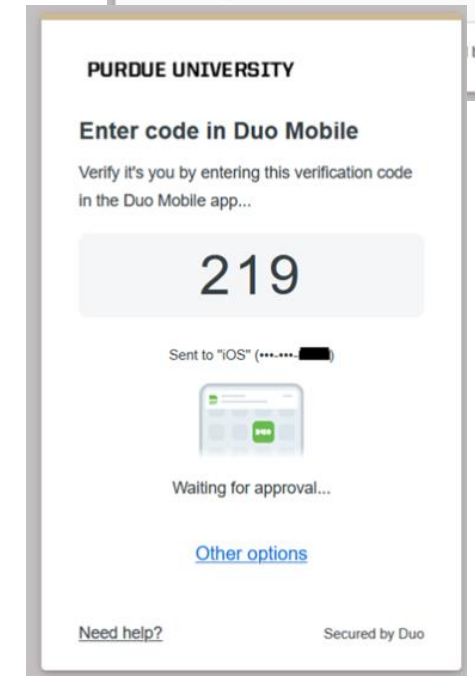 PURDUE UNIVERSITY
Enter code in Duo Mobile
Verify it's you by entering this verification code
in the Duo Mobile app...
219
Sent to "iOS" (•••-•••-)
DUO
Waiting for approval...
Other options
Need help? Secured by Duo